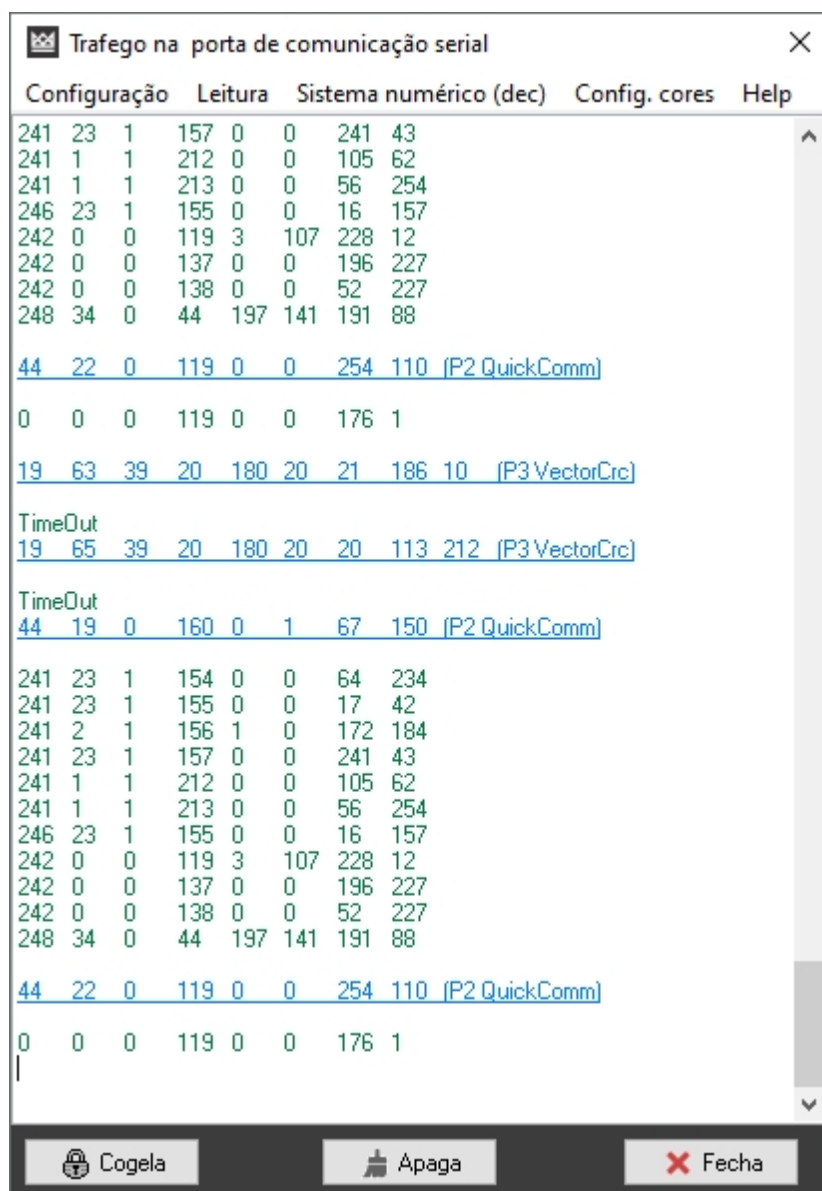 Trafego na porta de comunicação serial
Configuração Leitura Sistema numérico (dec) Config. cores Help
241 23 1 157 0 0 241 43
241 1 1 212 0 0 105 62
241 1 1 213 0 0 56 254
246 23 1 155 0 0 16 157
242 0 0 119 3 107 228 12
242 0 0 137 0 0 196 227
242 0 0 138 0 0 52 227
248 34 0 44 197 141 191 88
44 22 0 119 0 0 254 110 (P2 QuickComm)
0 0 0 119 0 0 176 1
19 63 39 20 180 20 21 186 10 (P3 VectorCrc)
TimeOut
19 65 39 20 180 20 20 113 212 (P3 VectorCrc)
TimeOut
44 19 0 160 0 1 67 150 (P2 QuickComm)
241 23 1 154 0 0 64 234
241 23 1 155 0 0 17 42
241 2 1 156 1 0 172 184
241 23 1 157 0 0 241 43
241 1 1 212 0 0 105 62
241 1 1 213 0 0 56 254
246 23 1 155 0 0 16 157
242 0 0 119 3 107 228 12
242 0 0 137 0 0 196 227
242 0 0 138 0 0 52 227
248 34 0 44 197 141 191 88
44 22 0 119 0 0 254 110 (P2 QuickComm)
0 0 0 119 0 0 176 1
Cogela Apaga Fecha